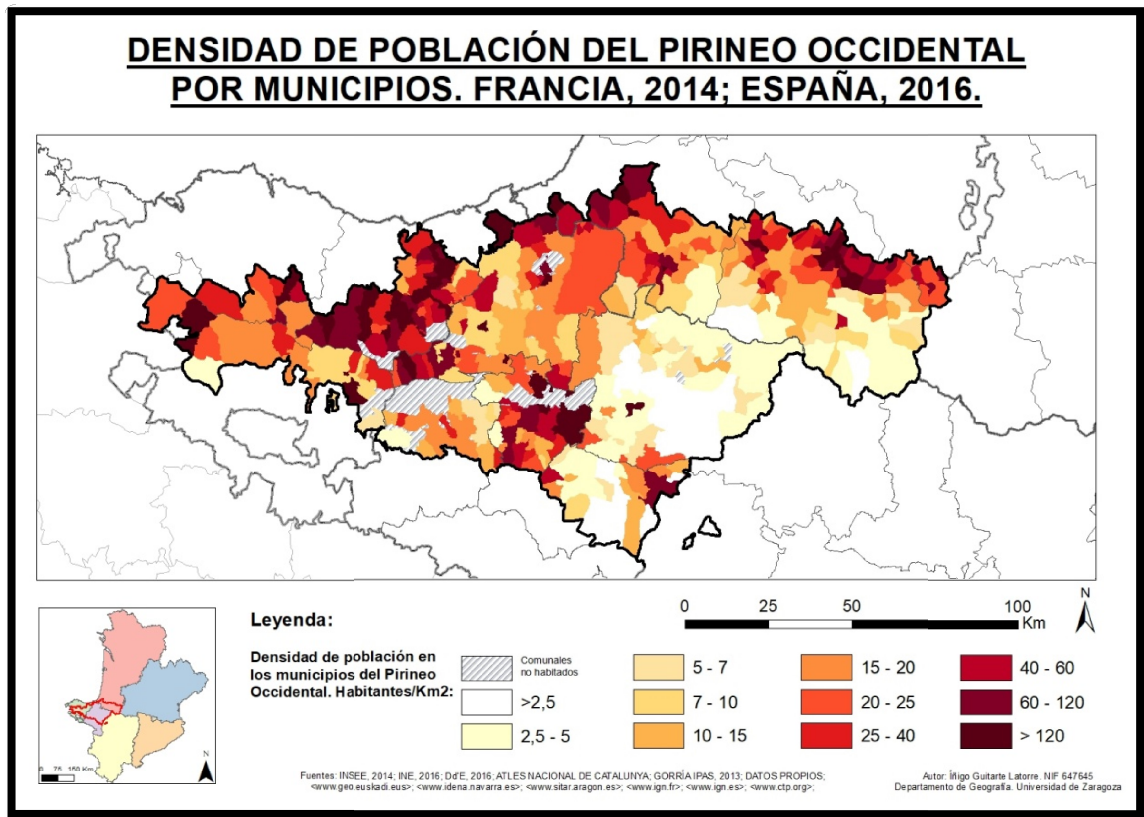 DENSIDAD DE POBLACIÓN DEL PIRINEO OCCIDENTAL
POR MUNICIPIOS. FRANCIA, 2014; ESPAÑA, 2016.
N
0 25 50 100
Km
Leyenda:
Densidad de población en
los municipios del Pirineo
Occidental. Habitantes/Km2:
Comunales
no habitados
>2,5
2,5 - 5
5 - 7
7 - 10
10 - 15
15 - 20
20 - 25
25 - 40
40 - 60
60 - 120
> 120
N
0 75 150 Km
Fuentes: INSEE, 2014; INE, 2016; DdE, 2016; ATLES NACIONAL DE CATALUNYA; GORRÍA IPAS, 2013; DATOS PROPIOS;
<www.geo.euskadi.eus>; <www.idena.navarra.es>; <www.sitar.aragon.es>; <www.ign.fr>; <www.ign.es>; <www.ctp.org>;
Autor: Íñigo Guitarte Latorre. NIF 647645
Departamento de Geografía. Universidad de Zaragoza